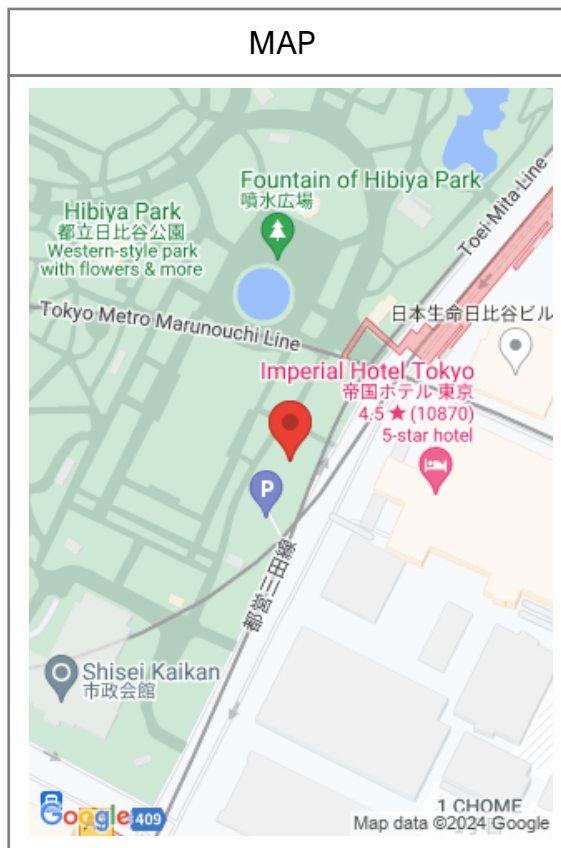 MAP
Fountain of Hibiya Park
噴水広場
Hibiya Park
都立日比谷公園
Western-style park
with flowers & more
Toei Mita Line
Tokyo Metro Marunouchi Line
日本生命日比谷ビル
Imperial Hotel Tokyo
帝国ホテル 東京
4.5 ★ (10870)
5-star hotel
P
都営三田線
Shisei Kaikan
市政会館
Google
409
1 CHOME
Map data ©2024 Google